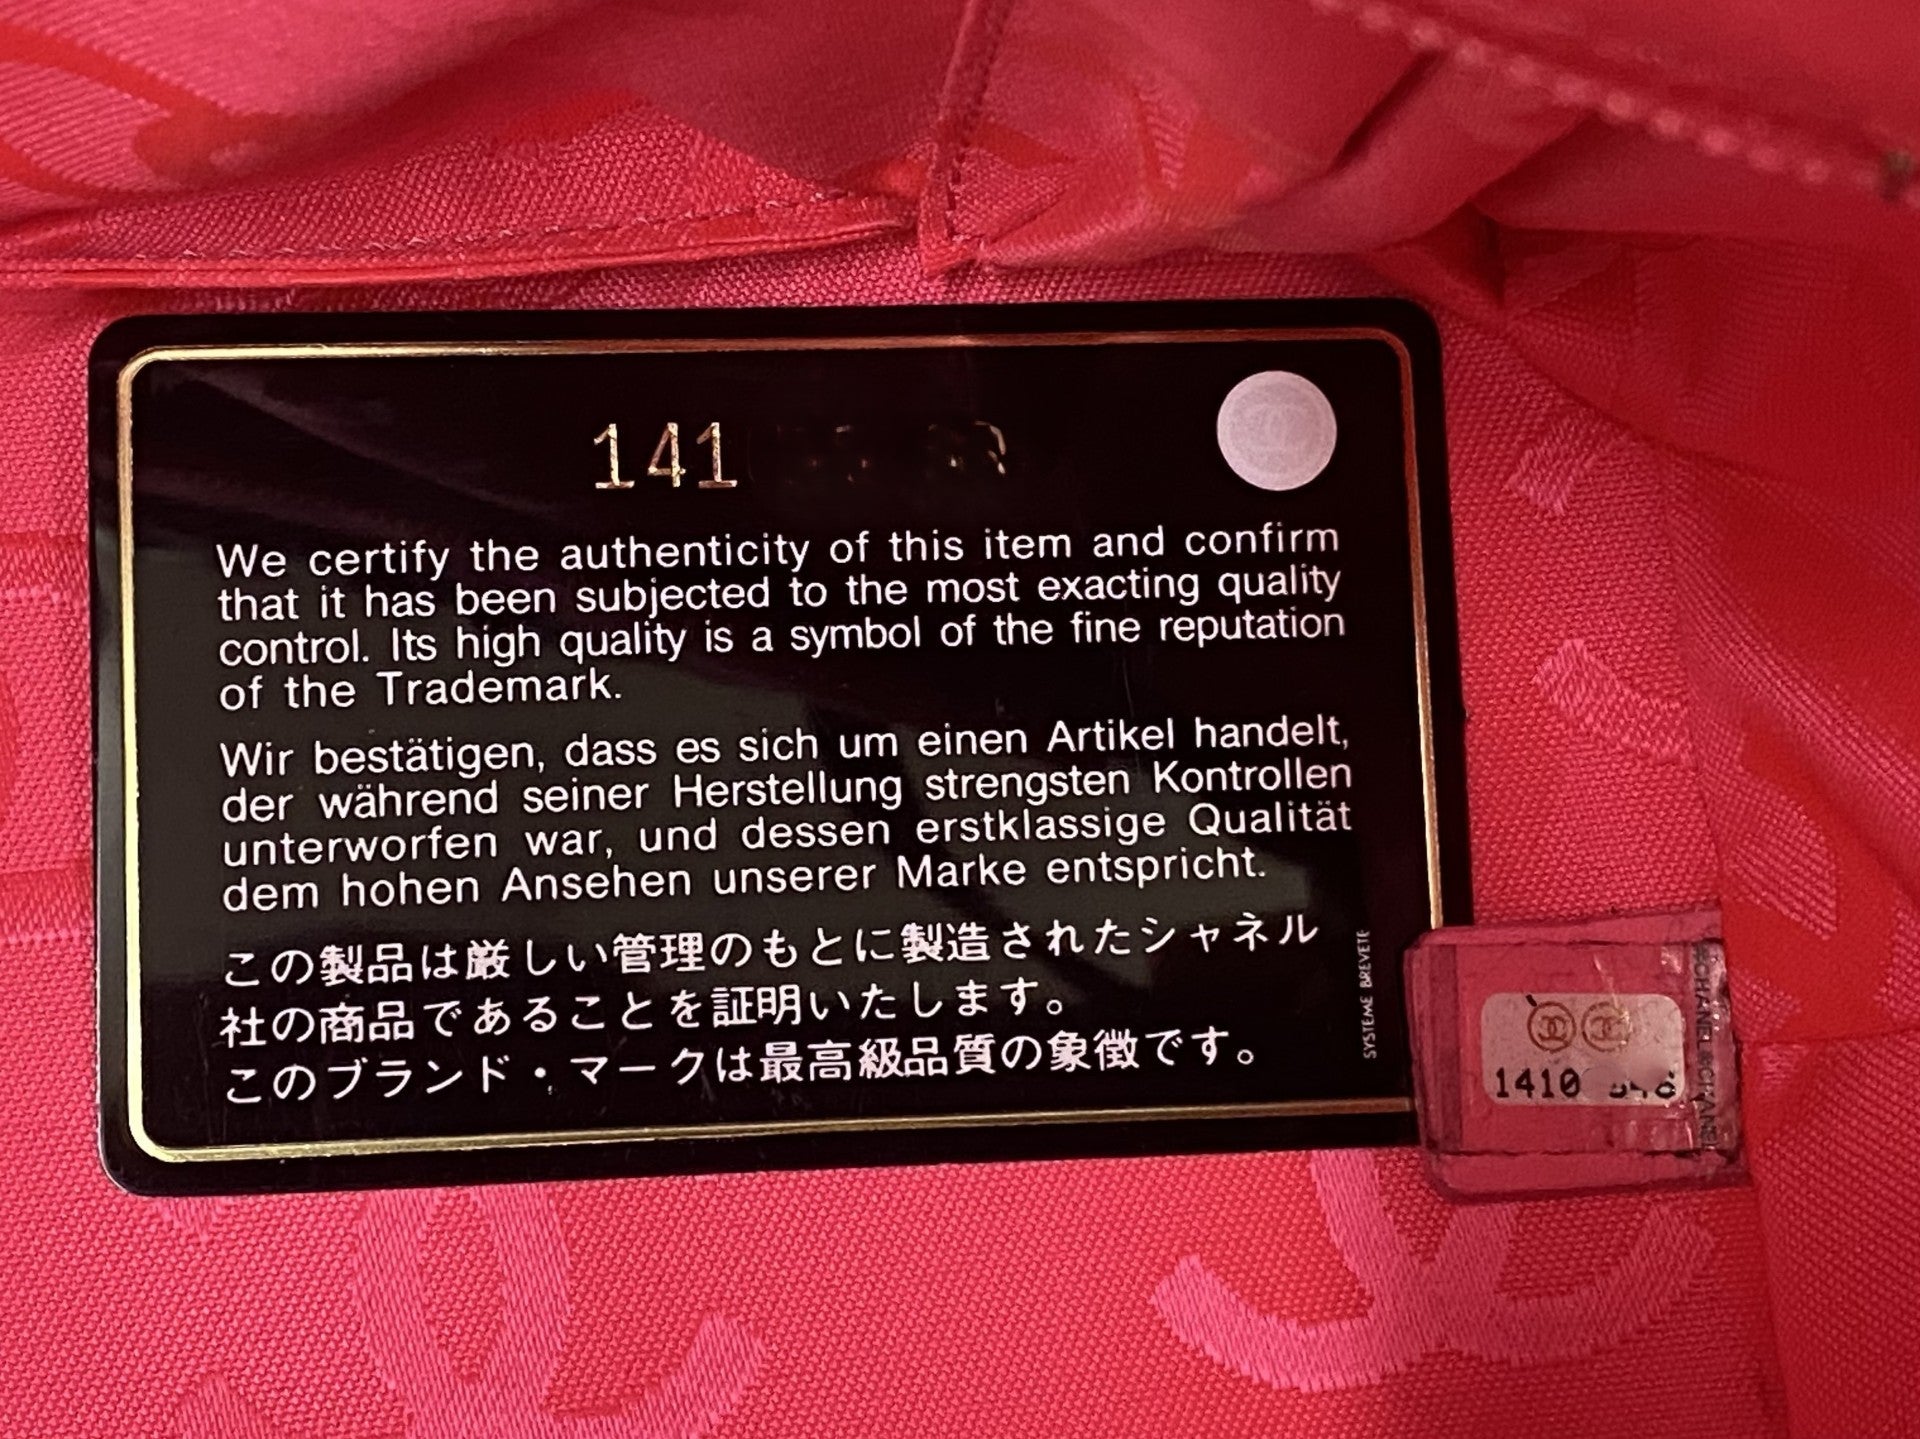 141
We certify the authenticity of this item and confirm
that it has been subjected to the most exacting quality
control. Its high quality is a symbol of the fine reputation
of the Trademark.
Wir bestätigen, dass es sich um einen Artikel handelt,
der während seiner Herstellung strengsten Kontrollen
unterworfen war, und dessen erstklassige Qualität
dem hohen Ansehen unserer Marke entspricht.
この製品は厳しい管理のもとに製造されたシャネル
社の商品であることを証明いたします。
このブランド・マークは最高級品質の象徴です。
SYSTEME BREVETE
1410
CHANEL